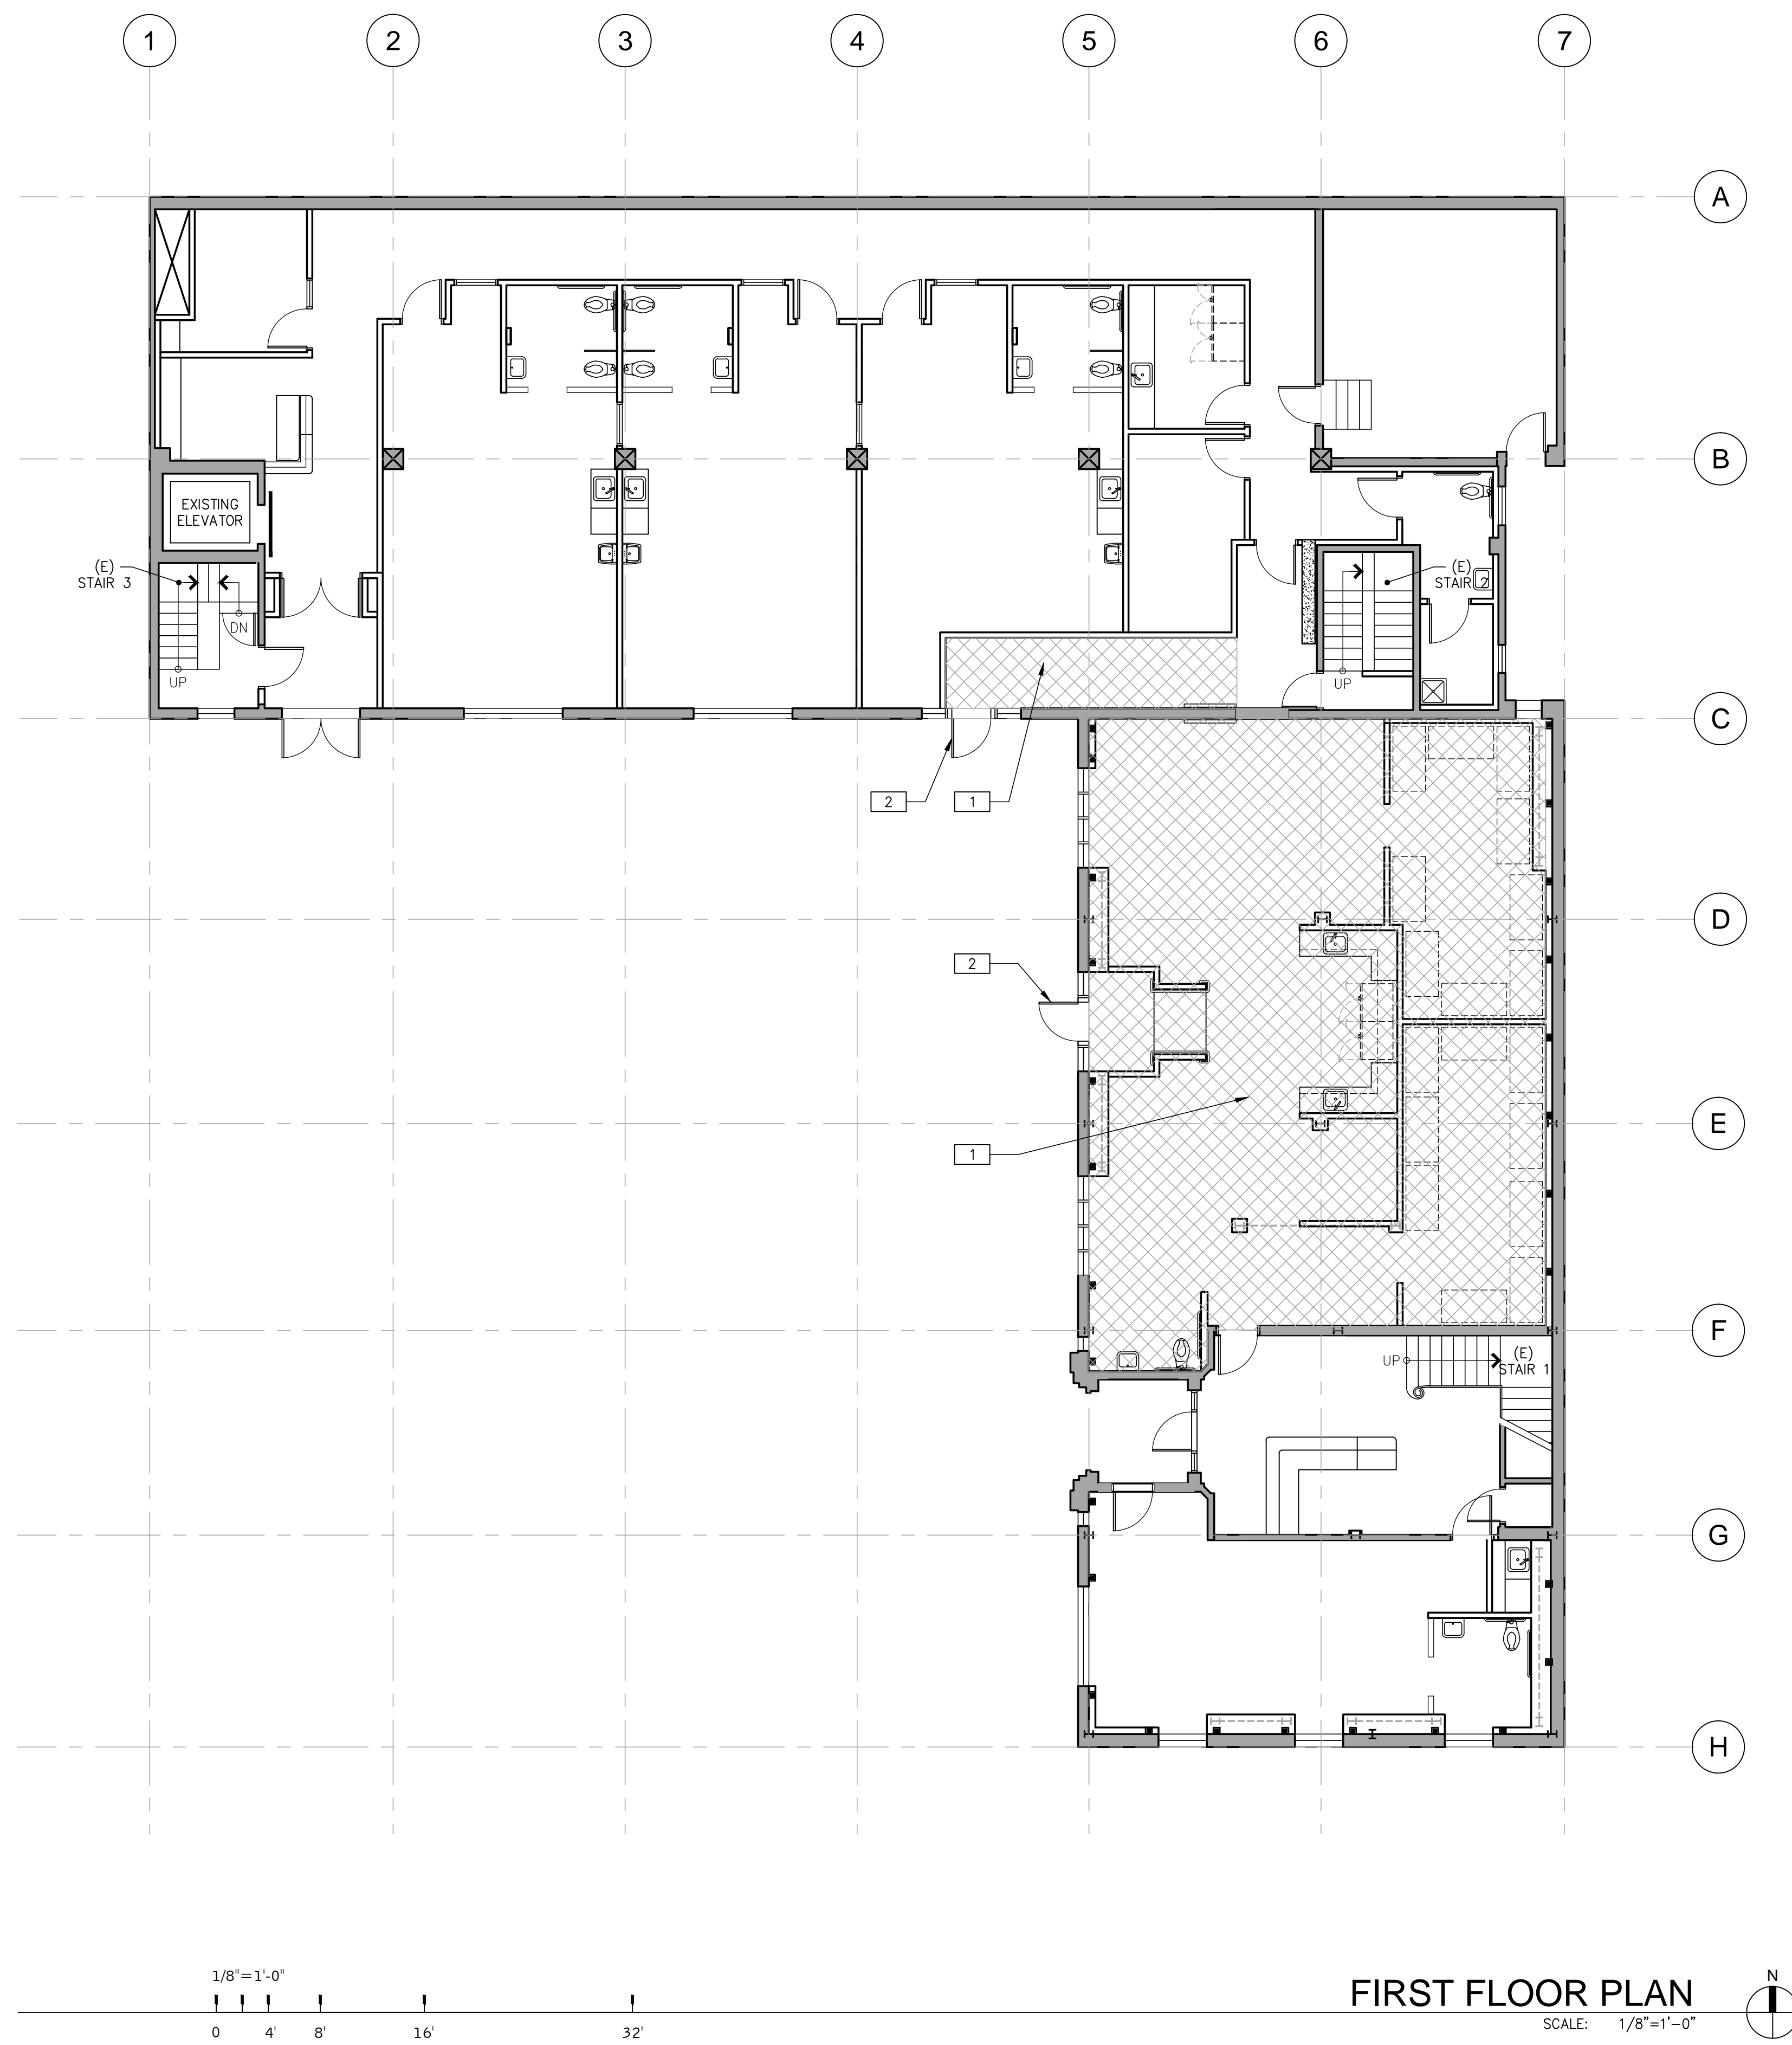 1 2 3 4 5 6 7
A
B
EXISTING
ELEVATOR
(E)
STAIR 3
(E)
STAIR 2
DN
UP
UP
C
2 1
D
2
E
1
F
UP
(E)
STAIR 1
G
H
1/8"=1'-0"
0 4' 8' 16' 32'
FIRST FLOOR PLAN
SCALE: 1/8"=1'-0"
N